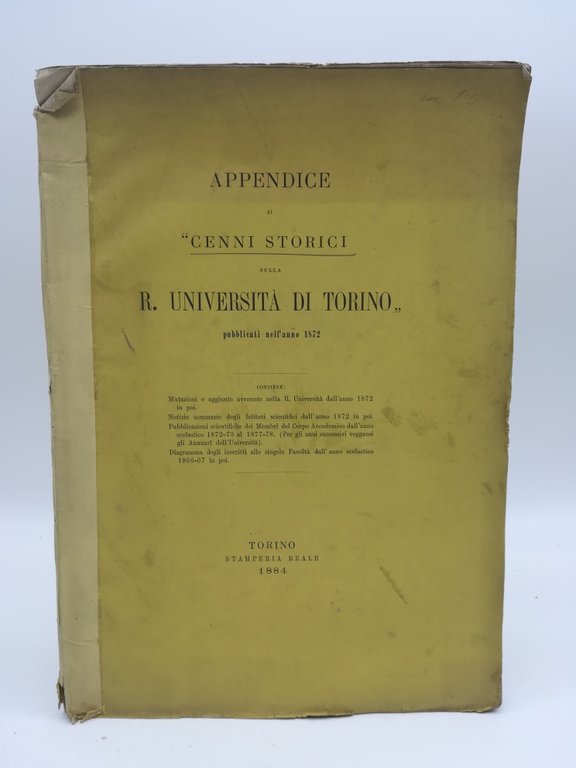 APPENDICE
AI
"CENNI STORICI
SULLA
R. UNIVERSITÀ DI TORINO„
pubblicati nell'anno 1872
CONTIENE:
Mutazioni e aggiunte avvenute nella R. Università dall'anno 1872
in poi.
Notizie sommarie degli Istituti scientifici dall'anno 1872 in poi.
Pubblicazioni scientifiche dei Membri del Corpo Accademico dall'anno
scolastico 1872-73 al 1877-78. (Per gli anni successivi veggansi
gli Annuari dell'Università).
Diagramma degli inscritti alle singole Facoltà dall'anno scolastico
1866-67 in poi.
TORINO
STAMPERIA REALE
1884